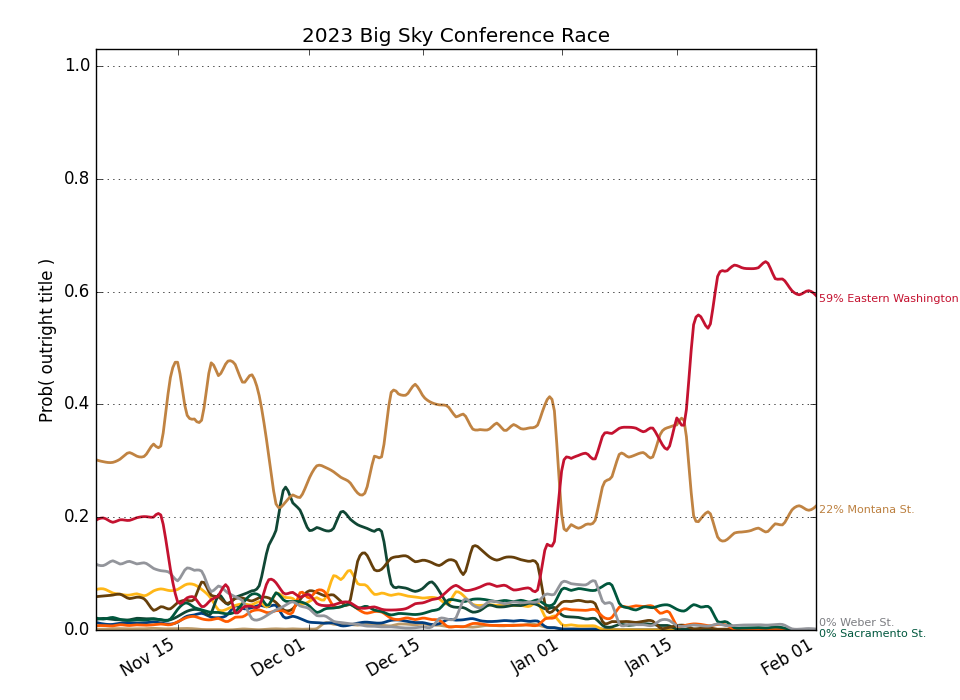 2023 Big Sky Conference Race
Prob( outright title )
1.0
0.8
0.6
0.4
0.2
0.0
59% Eastern Washington
22% Montana St.
0% Weber St.
0% Sacramento St.
Nov 15
Dec 01
Dec 15
Jan 01
Jan 15
Feb 01